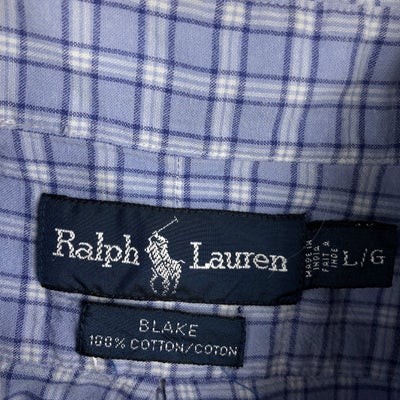 Ralph Lauren
MADE IN
INDIA
FAIT A
INDE
L/G
BLAKE
100% COTTON/COTON